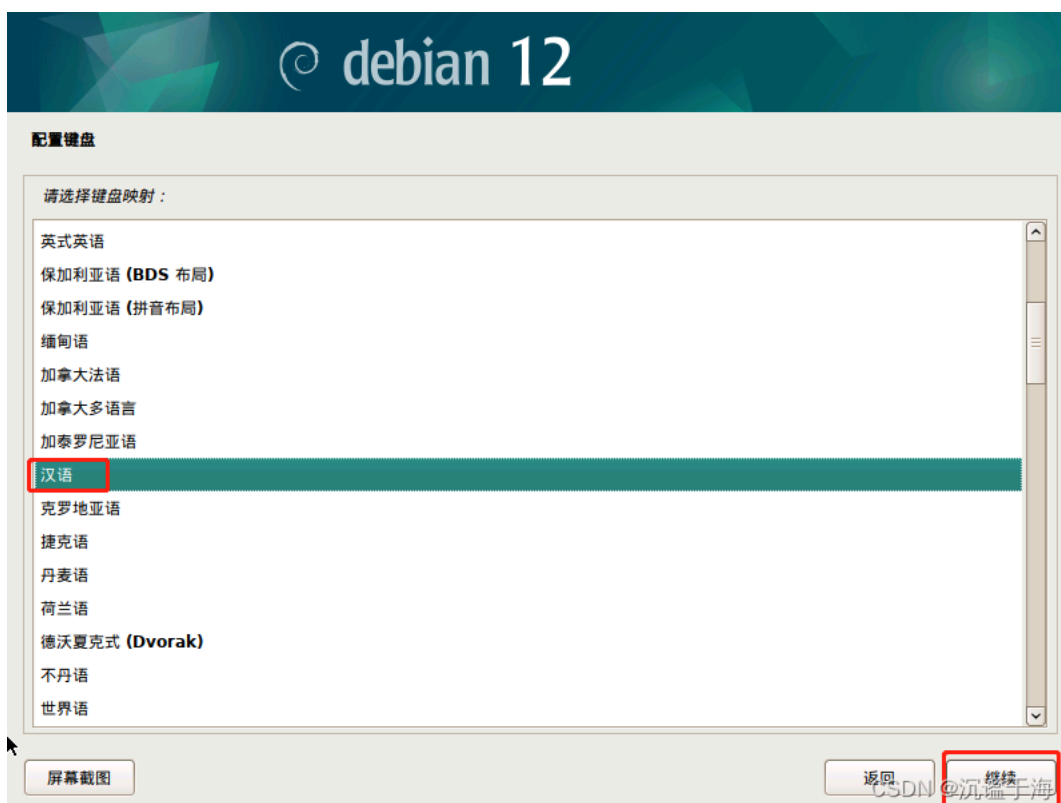 debian 12
配置键盘
请选择键盘映射：
英式英语
保加利亚语 (BDS 布局)
保加利亚语 (拼音布局)
缅甸语
加拿大法语
加拿大多语言
加泰罗尼亚语
汉语
克罗地亚语
捷克语
丹麦语
荷兰语
德沃夏克式 (Dvorak)
不丹语
世界语
屏幕截图 返回 继续
CSDN @沉谧于海